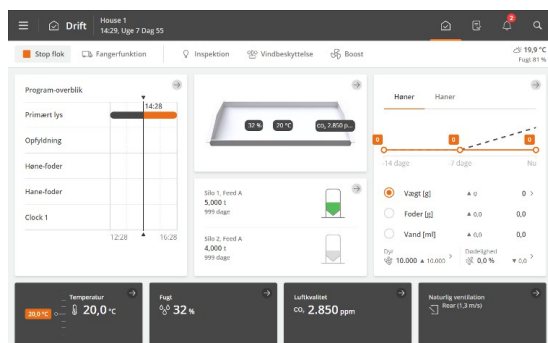 Drift
House 1
14:29, Uge 7 Dag 55
2
Stop flok
Fangerfunktion
Inspektion
Vindbeskyttelse
Boost
19,9 °C
Fugt 81 %
Program-overblik
14:28
Primært lys
Opfyldning
Høne-foder
Hane-foder
Clock 1
12:28
16:28
32 %
20 °C
CO₂ 2.850 p...
Silo 1, Feed A
5,000 t
999 dage
Silo 2, Feed A
4,000 t
999 dage
Høner
Haner
0
0
0
-14 dage
-7 dage
Nu
Vægt [g]
▲ 0
0 >
Foder [g]
▲ 0,0
0,0
Vand [ml]
▲ 0,0
0,0
Dyr
10.000 ▲ 10.000 >
Dødelighed
0,0 %
▼ 0,0 >
Temperatur
20,0 °C
20,0 °C
Fugt
32 %
Luftkvalitet
CO₂ 2.850 ppm
Naturlig ventilation
Rear (1,3 m/s)